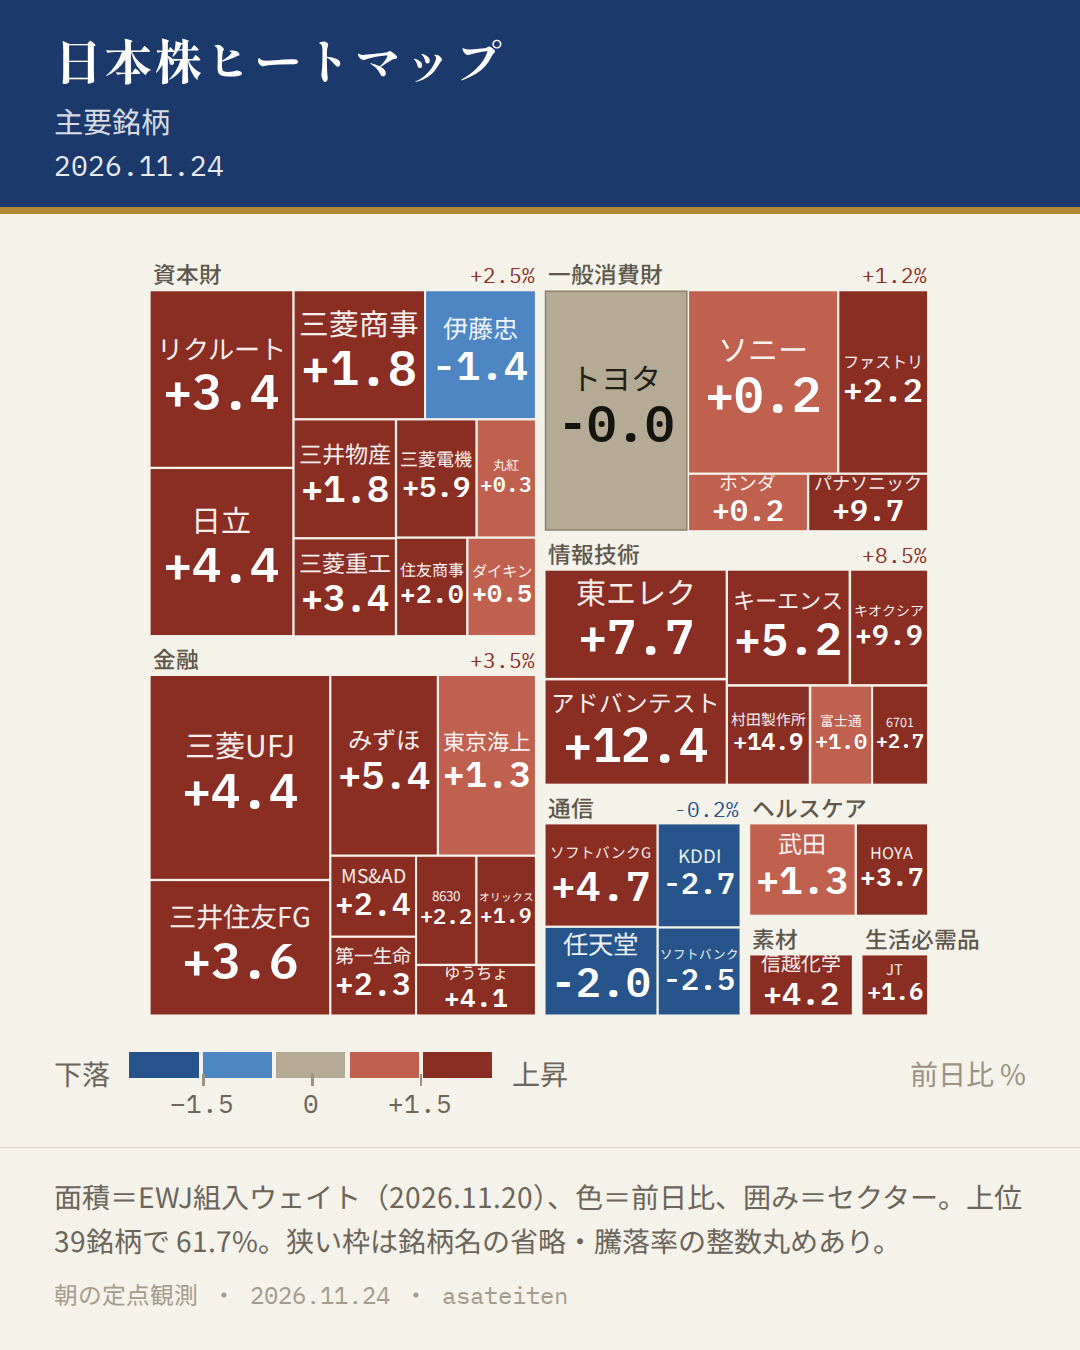 日本株ヒートマップ
主要銘柄
2026.11.24
資本財 +2.5%
リクルート
+3.4
三菱商事
+1.8
伊藤忠
-1.4
日立
+4.4
三井物産
+1.8
三菱電機
+5.9
丸紅
+0.3
三菱重工
+3.4
住友商事
+2.0
ダイキン
+0.5
一般消費財 +1.2%
トヨタ
-0.0
ソニー
+0.2
ファストリ
+2.2
ホンダ
+0.2
パナソニック
+9.7
情報技術 +8.5%
東エレク
+7.7
キーエンス
+5.2
キオクシア
+9.9
アドバンテスト
+12.4
村田製作所
+14.9
富士通
+1.0
6701
+2.7
金融 +3.5%
三菱UFJ
+4.4
みずほ
+5.4
東京海上
+1.3
三井住友FG
+3.6
MS&AD
+2.4
8630
+2.2
オリックス
+1.9
第一生命
+2.3
ゆうちょ
+4.1
通信 -0.2%
ソフトバンクG
+4.7
KDDI
-2.7
任天堂
-2.0
ソフトバンク
-2.5
ヘルスケア
武田
+1.3
HOYA
+3.7
素材
信越化学
+4.2
生活必需品
JT
+1.6
下落 上昇 前日比 %
−1.5 0 +1.5
面積＝EWJ組入ウェイト（2026.11.20）、色＝前日比、囲み＝セクター。上位
39銘柄で 61.7%。狭い枠は銘柄名の省略・騰落率の整数丸めあり。
朝の定点観測 ・ 2026.11.24 ・ asateiten